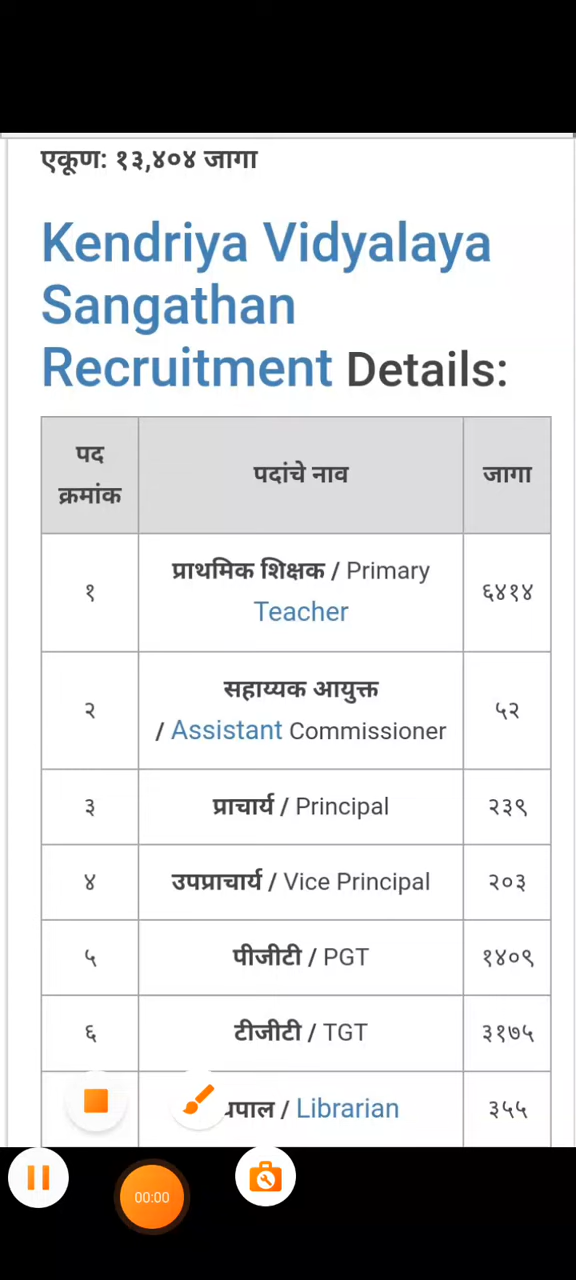 एकूण: १३,४०४ जागा
Kendriya Vidyalaya
Sangathan
Recruitment Details:
पद
क्रमांक
पदांचे नाव
जागा
१
प्राथमिक शिक्षक / Primary
Teacher
६४१४
२
सहाय्यक आयुक्त
/ Assistant Commissioner
५२
३
प्राचार्य / Principal
२३९
४
उपप्राचार्य / Vice Principal
२०३
५
पीजीटी / PGT
१४०९
६
टीजीटी / TGT
३१७५
/ Librarian
३५५
00:00